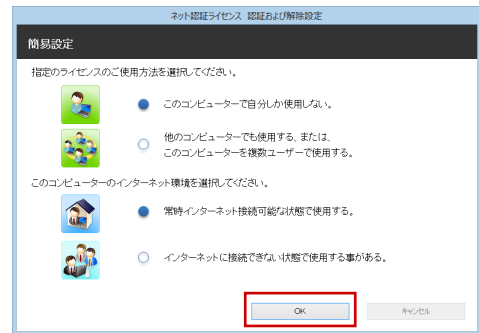 ネット認証ライセンス 認証および解除設定
簡易設定
指定のライセンスのご使用方法を選択してください。
このコンピューターで自分しか使用しない。
他のコンピューターでも使用する、または、
このコンピューターを複数ユーザーで使用する。
このコンピューターのインターネット環境を選択してください。
常時インターネット接続可能な状態で使用する。
インターネットに接続できない状態で使用する事がある。
OK
キャンセル